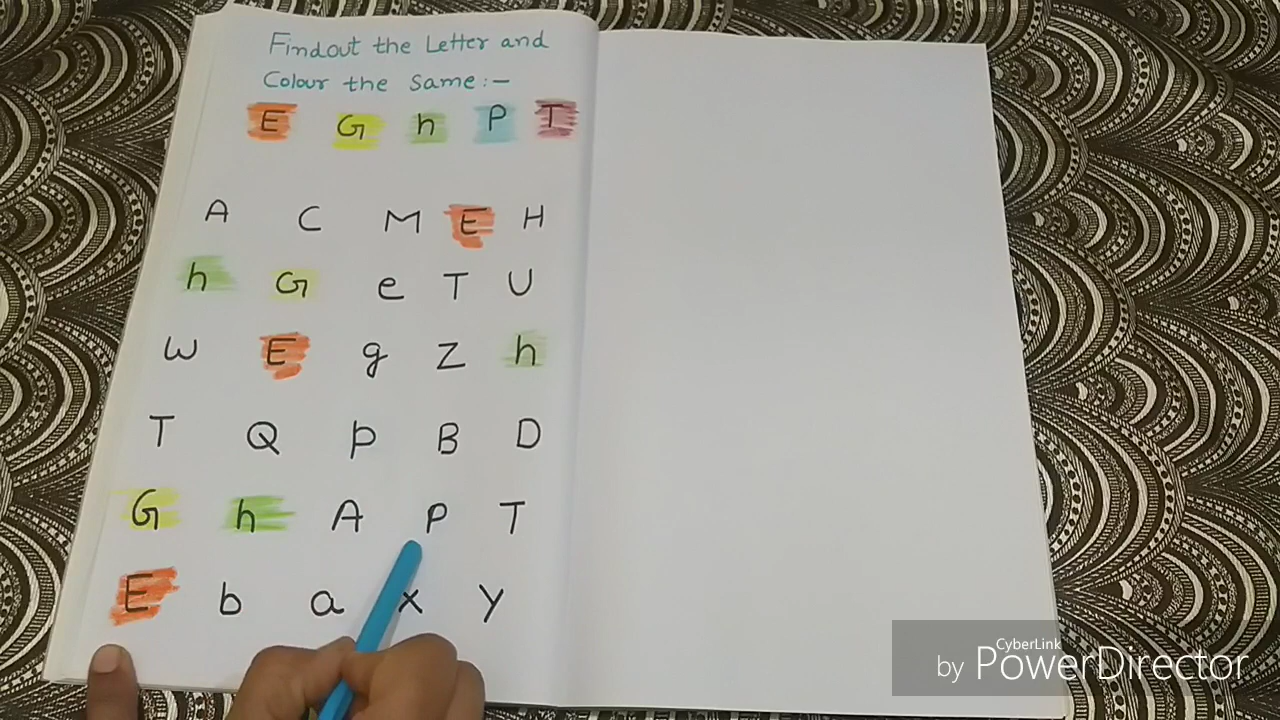 Findout the Letter and
Colour the same :-
E G h P T
A C M E H
h G e T U
W E g Z h
T Q p B D
G h A P T
E b a x y
CyberLink
by PowerDirector